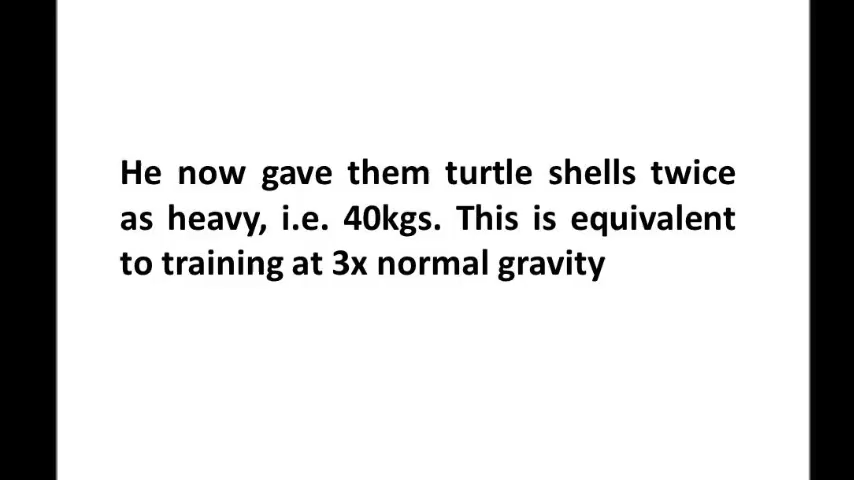 He now gave them turtle shells twice
as heavy, i.e. 40kgs. This is equivalent
to training at 3x normal gravity